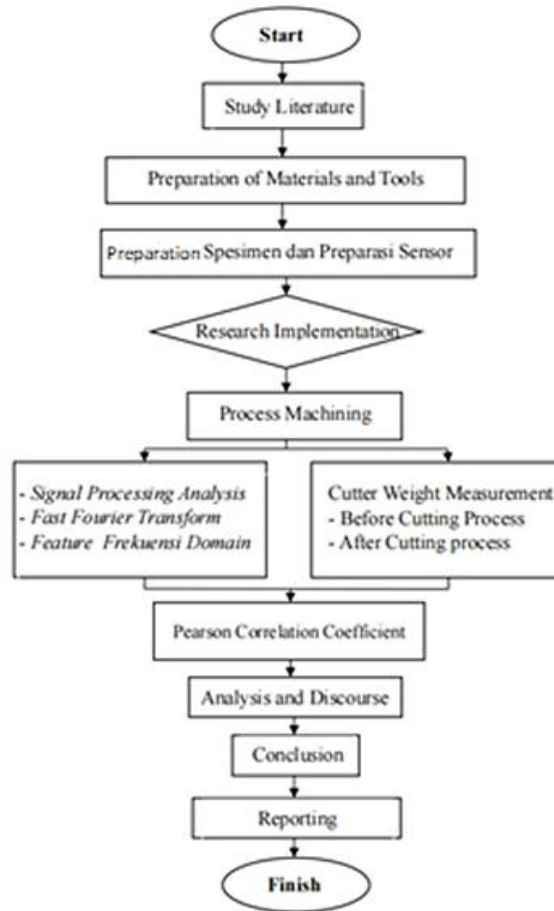 Start
Study Literature
Preparation of Materials and Tools
Preparation Spesimen dan Preparasi Sensor
Research Implementation
Process Machining
- Signal Processing Analysis
- Fast Fourier Transform
- Feature Frekuensi Domain
Cutter Weight Measurement
- Before Cutting Process
- After Cutting process
Pearson Correlation Coefficient
Analysis and Discourse
Conclusion
Reporting
Finish